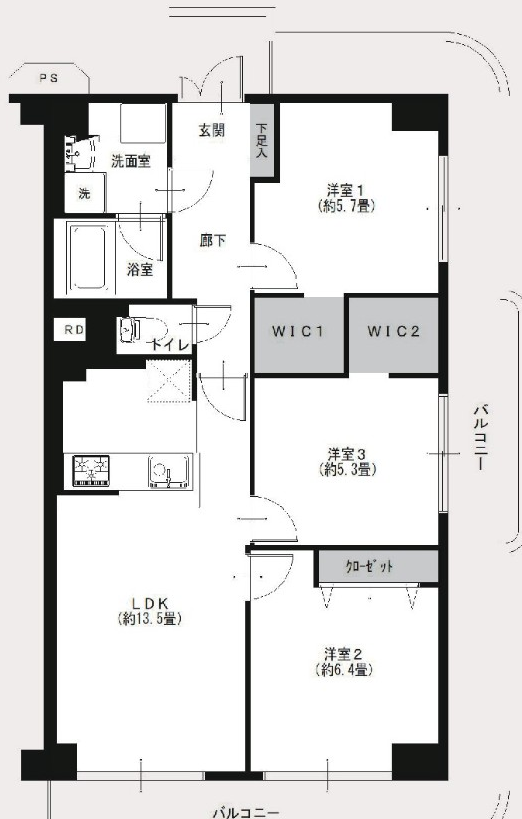 PS
玄関
下足入
洗面室
洗
洋室1
(約5.7畳)
廊下
浴室
RD
トイレ
WIC1
WIC2
バルコニー
洋室3
(約5.3畳)
クローゼット
LDK
(約13.5畳)
洋室2
(約6.4畳)
バルコニー